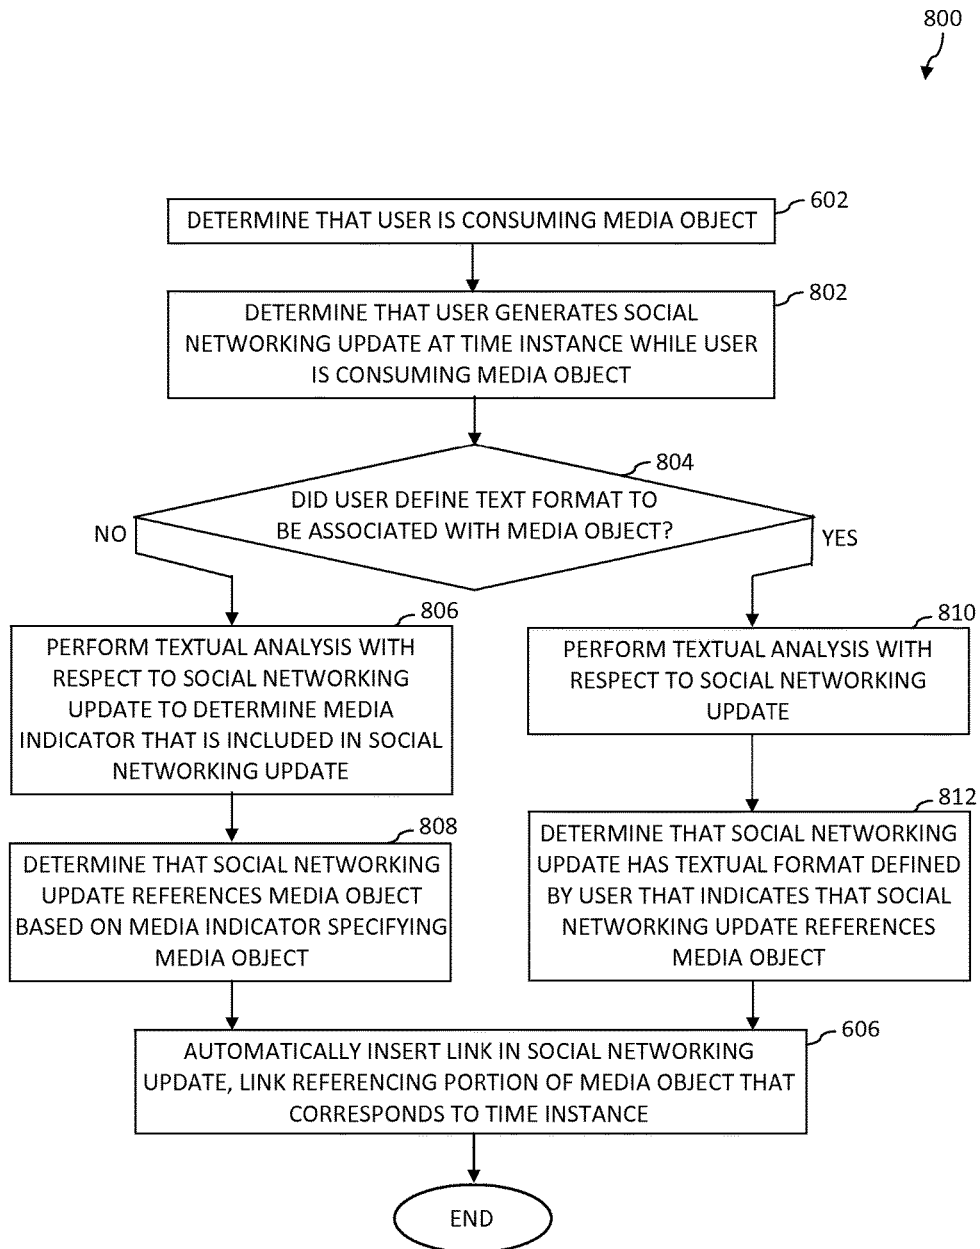 800
602
DETERMINE THAT USER IS CONSUMING MEDIA OBJECT
802
DETERMINE THAT USER GENERATES SOCIAL
NETWORKING UPDATE AT TIME INSTANCE WHILE USER
IS CONSUMING MEDIA OBJECT
804
DID USER DEFINE TEXT FORMAT TO
BE ASSOCIATED WITH MEDIA OBJECT?
NO
YES
806
PERFORM TEXTUAL ANALYSIS WITH
RESPECT TO SOCIAL NETWORKING
UPDATE TO DETERMINE MEDIA
INDICATOR THAT IS INCLUDED IN SOCIAL
NETWORKING UPDATE
810
PERFORM TEXTUAL ANALYSIS WITH
RESPECT TO SOCIAL NETWORKING
UPDATE
808
DETERMINE THAT SOCIAL NETWORKING
UPDATE REFERENCES MEDIA OBJECT
BASED ON MEDIA INDICATOR SPECIFYING
MEDIA OBJECT
812
DETERMINE THAT SOCIAL NETWORKING
UPDATE HAS TEXTUAL FORMAT DEFINED
BY USER THAT INDICATES THAT SOCIAL
NETWORKING UPDATE REFERENCES
MEDIA OBJECT
606
AUTOMATICALLY INSERT LINK IN SOCIAL NETWORKING
UPDATE, LINK REFERENCING PORTION OF MEDIA OBJECT THAT
CORRESPONDS TO TIME INSTANCE
END